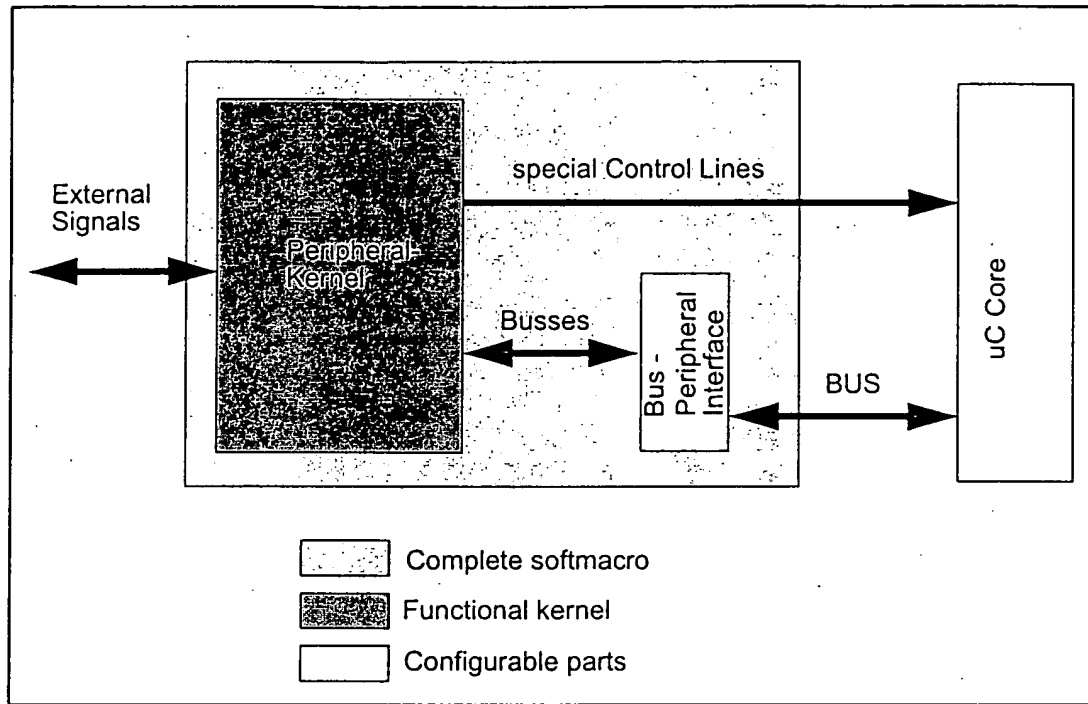 special Control Lines
External
Signals
Peripheral-
Kernel
Busses
Bus -
Peripheral
Interface
BUS
uC Core
Complete softmacro
Functional kernel
Configurable parts